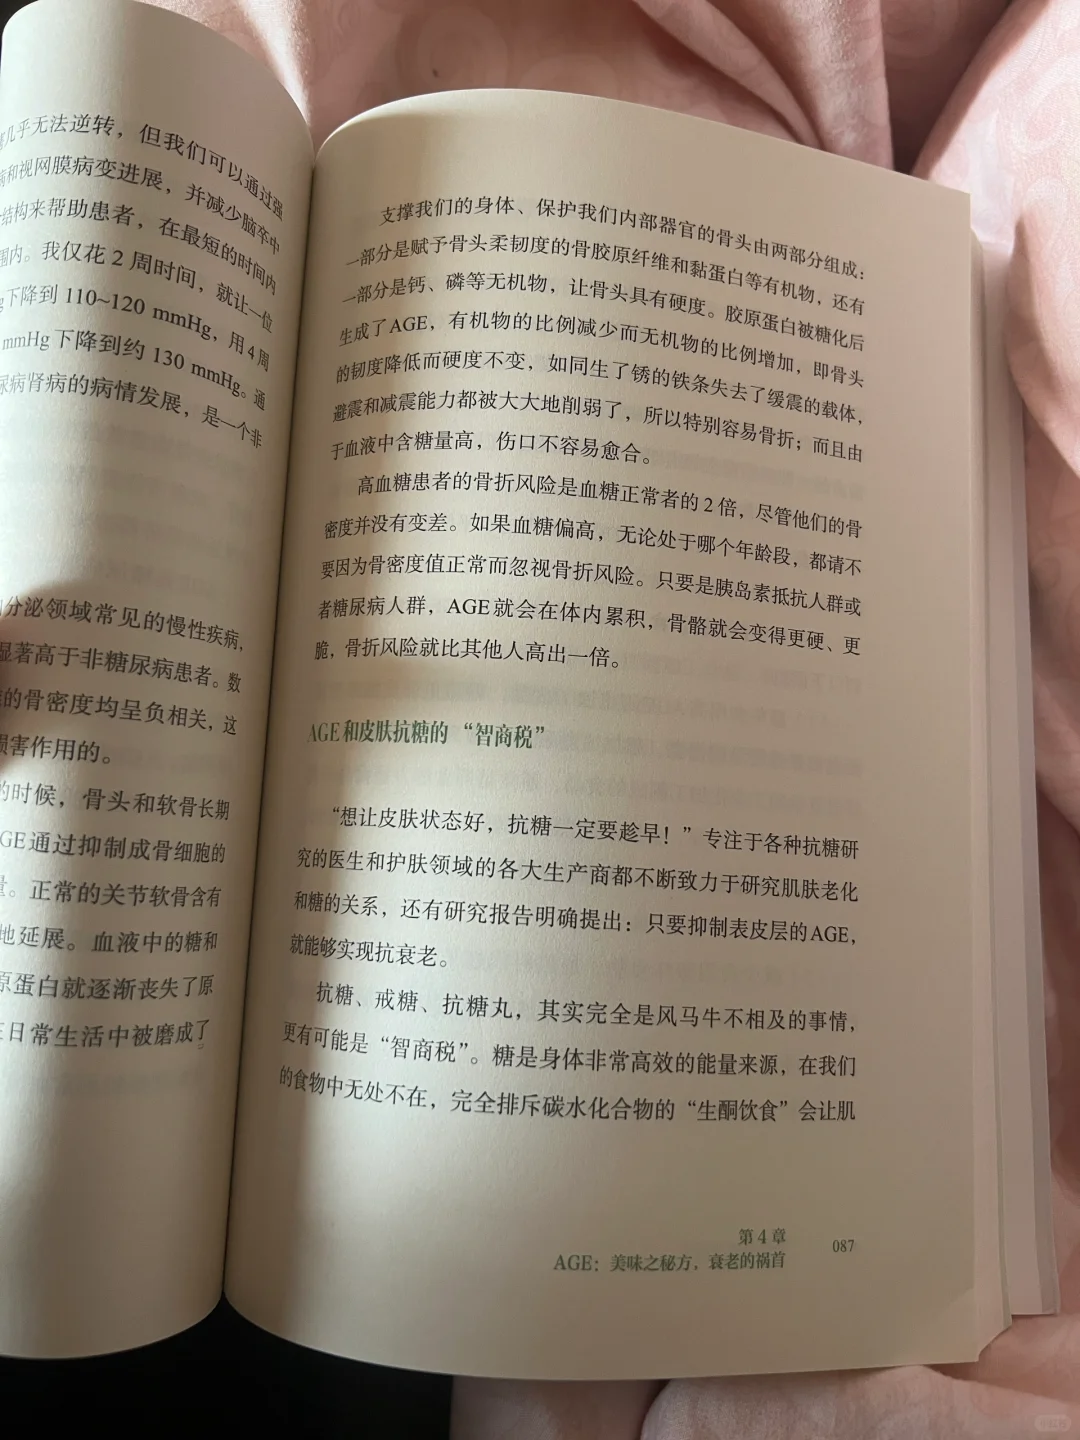 几乎无法逆转，但我们可以通过强
病和视网膜病变进展，并减少脑卒中
结构来帮助患者，在最短的时间内
围内。我仅花 2 周时间，就让一位
下降到 110~120 mmHg，用 4 周
mmHg 下降到约 130 mmHg。通
尿病肾病的病情发展，是一个非
分泌领域常见的慢性疾病，
显著高于非糖尿病患者。数
的骨密度均呈负相关，这
损害作用的。
的时候，骨头和软骨长期
GE 通过抑制成骨细胞的
量。正常的关节软骨含有
地延展。血液中的糖和
原蛋白就逐渐丧失了原
日常生活中被磨成了
支撑我们的身体、保护我们内部器官的骨头由两部分组成：
一部分是赋予骨头柔韧度的骨胶原纤维和黏蛋白等有机物，还有
一部分是钙、磷等无机物，让骨头具有硬度。胶原蛋白被糖化后
生成了AGE，有机物的比例减少而无机物的比例增加，即骨头
的韧度降低而硬度不变，如同生了锈的铁条失去了缓震的载体，
避震和减震能力都被大大地削弱了，所以特别容易骨折；而且由
于血液中含糖量高，伤口不容易愈合。
高血糖患者的骨折风险是血糖正常者的 2 倍，尽管他们的骨
密度并没有变差。如果血糖偏高，无论处于哪个年龄段，都请不
要因为骨密度值正常而忽视骨折风险。只要是胰岛素抵抗人群或
者糖尿病人群，AGE 就会在体内累积，骨骼就会变得更硬、更
脆，骨折风险就比其他人高出一倍。
AGE 和皮肤抗糖的“智商税”
“想让皮肤状态好，抗糖一定要趁早！”专注于各种抗糖研
究的医生和护肤领域的各大生产商都不断致力于研究肌肤老化
和糖的关系，还有研究报告明确提出：只要抑制表皮层的AGE，
就能够实现抗衰老。
抗糖、戒糖、抗糖丸，其实完全是风马牛不相及的事情，
更有可能是“智商税”。糖是身体非常高效的能量来源，在我们
的食物中无处不在，完全排斥碳水化合物的“生酮饮食”会让肌
第 4 章
AGE：美味之秘方，衰老的祸首
087